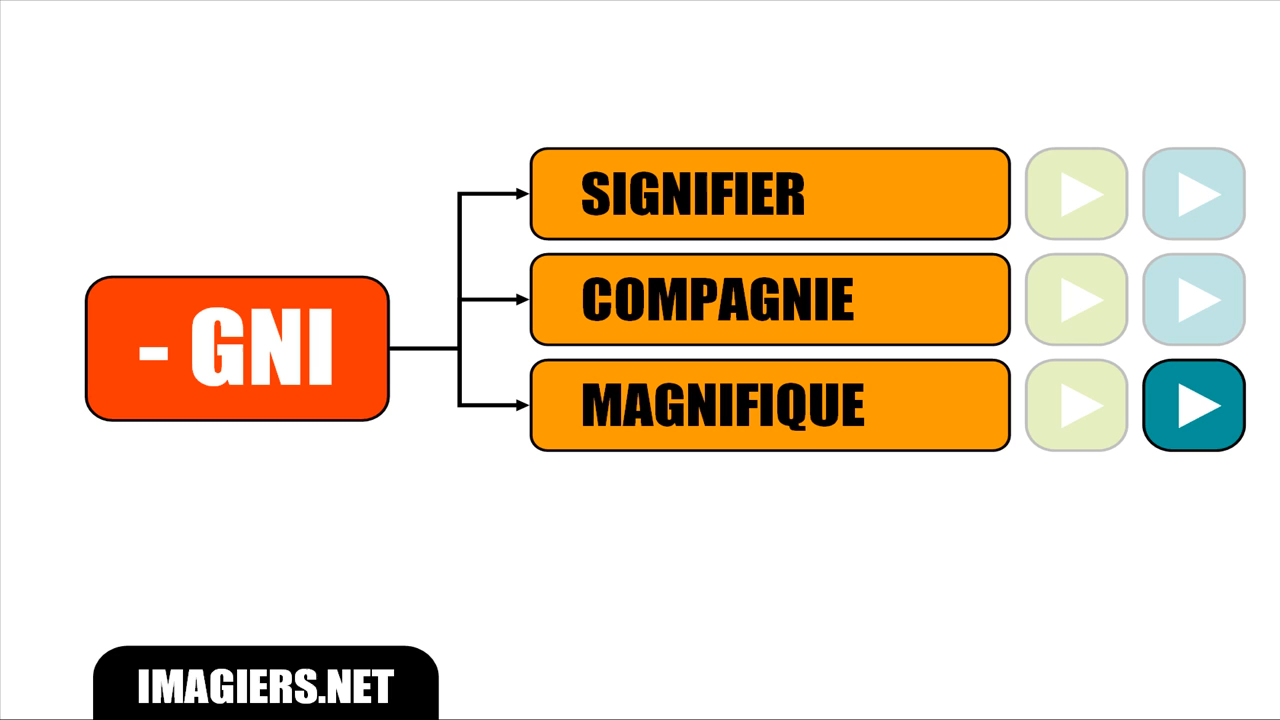 SIGNIFIER
COMPAGNIE
- GNI
MAGNIFIQUE
IMAGIERS.NET